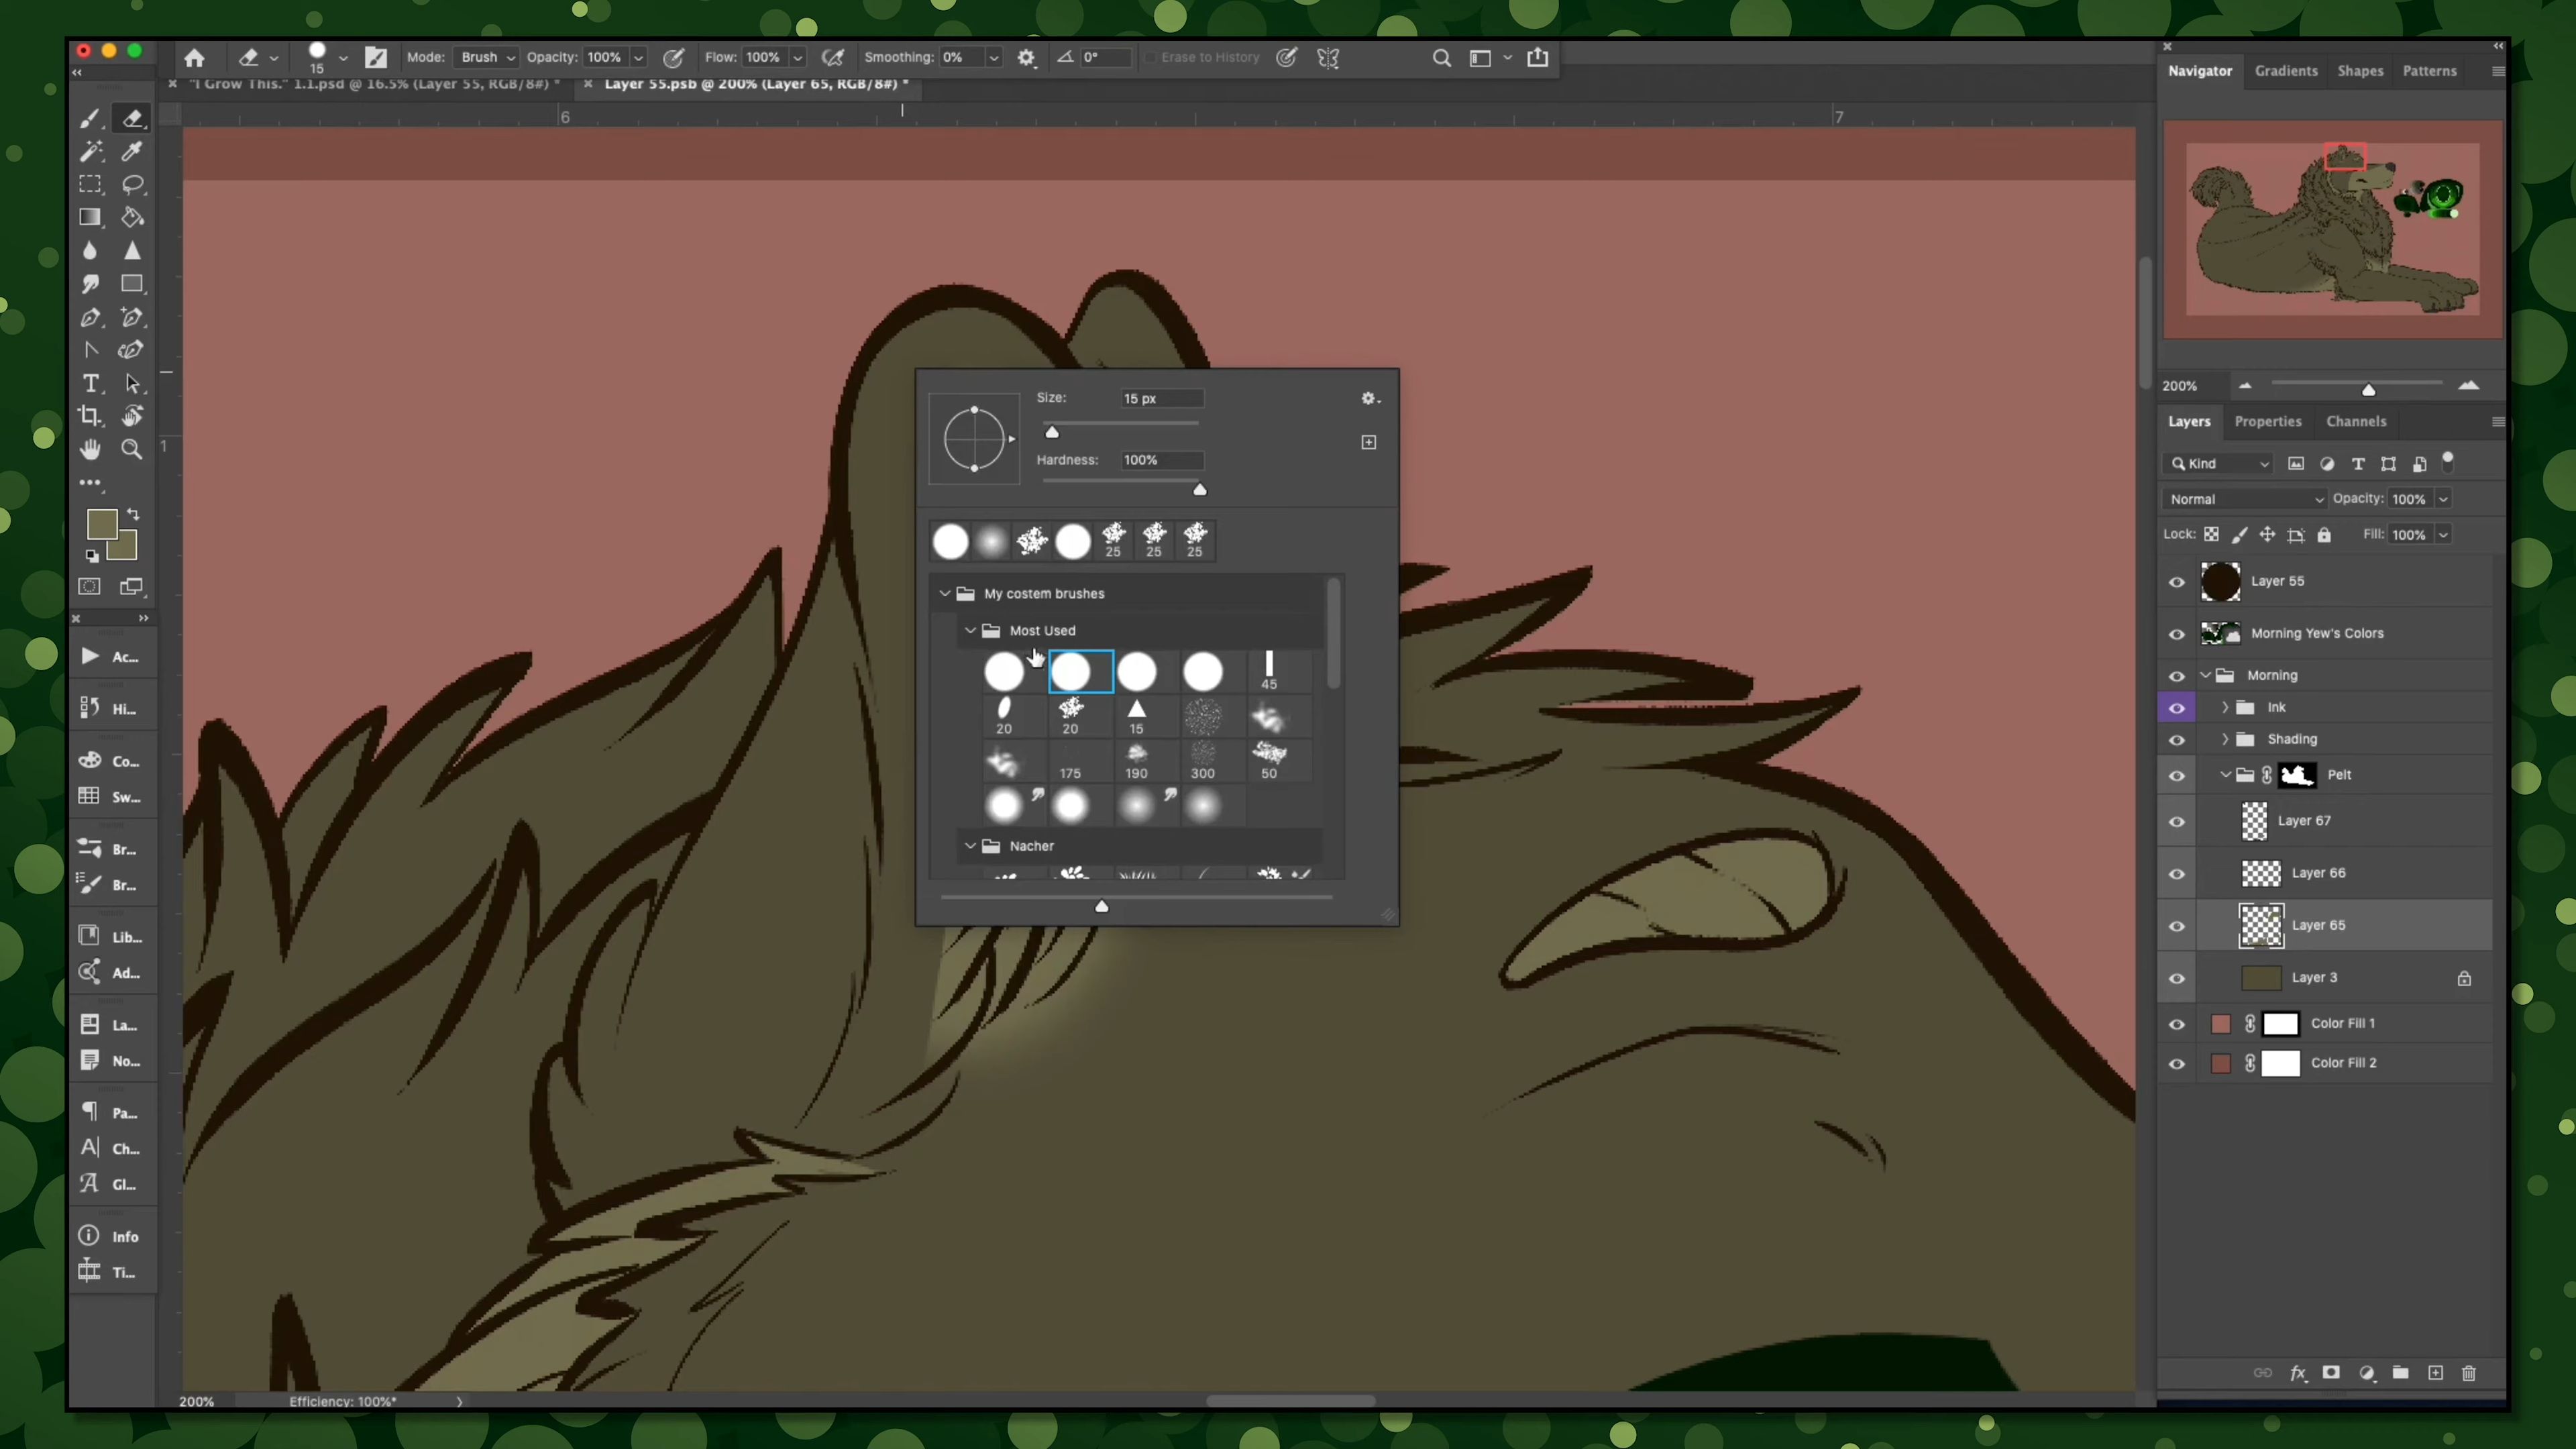 15
Mode: Brush Opacity: 100% Flow: 100% Smoothing: 0% 0° Erase to History
"I Grow This." 1.1.psd @ 16.5% (Layer 55, RGB/8#) *
Layer 55.psb @ 200% (Layer 65, RGB/8#) *
6
7
1
Ac...
Hi...
Co...
Sw...
Br...
Br...
Lib...
Ad...
La...
No...
Pa...
Ch...
Gl...
Info
Ti...
Size: 15 px
Hardness: 100%
25 25 25
My costem brushes
Most Used
45
20 20 15
175 190 300 50
Nacher
200% Efficiency: 100%*
Navigator Gradients Shapes Patterns
200%
Layers Properties Channels
Kind
Normal Opacity: 100%
Lock: Fill: 100%
Layer 55
Morning Yew's Colors
Morning
Ink
Shading
Pelt
Layer 67
Layer 66
Layer 65
Layer 3
Color Fill 1
Color Fill 2
fx